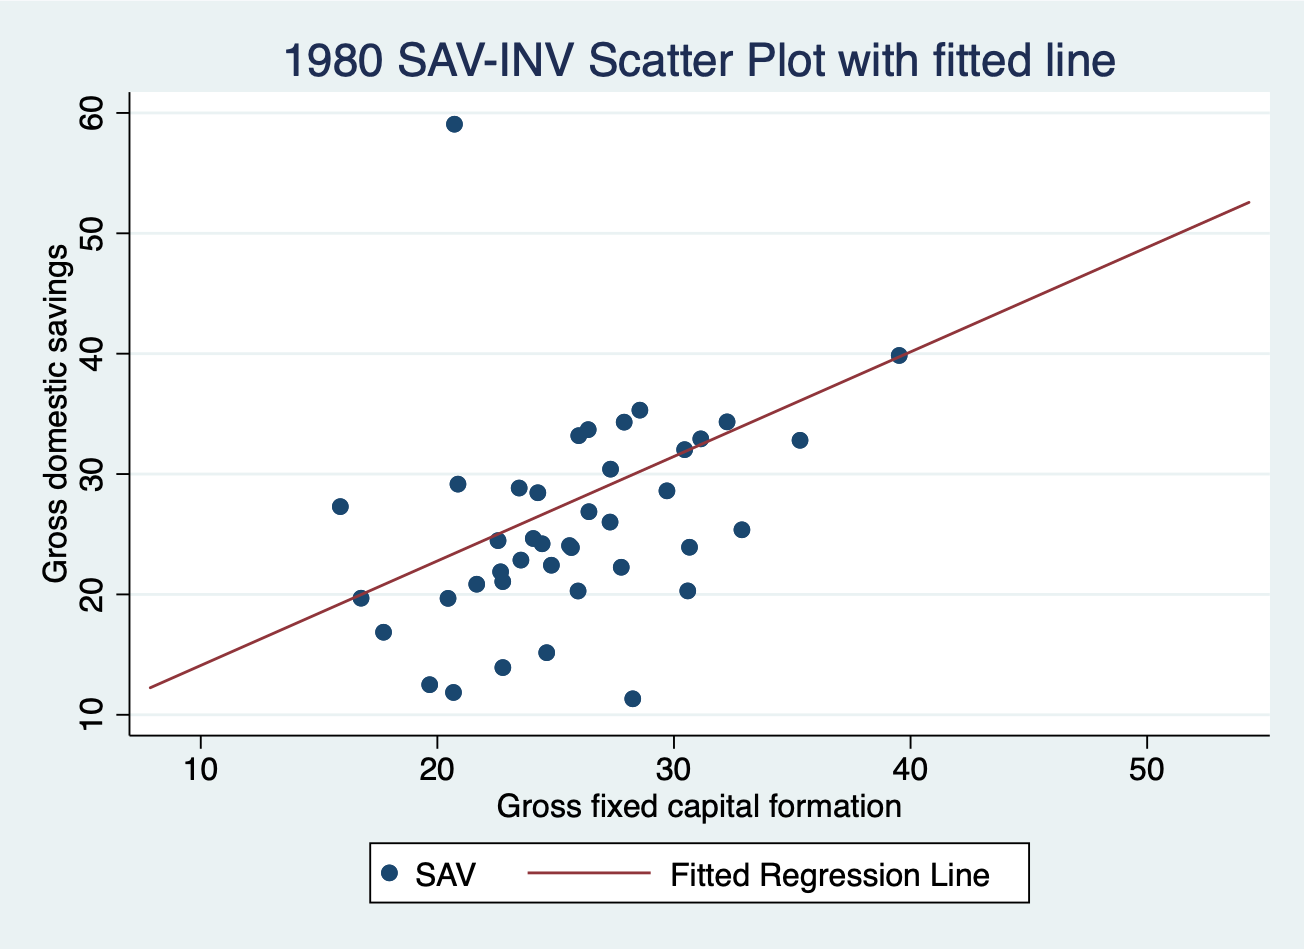 1980 SAV-INV Scatter Plot with fitted line
Gross domestic savings
60
50
40
30
20
10
10 20 30 40 50
Gross fixed capital formation
SAV Fitted Regression Line